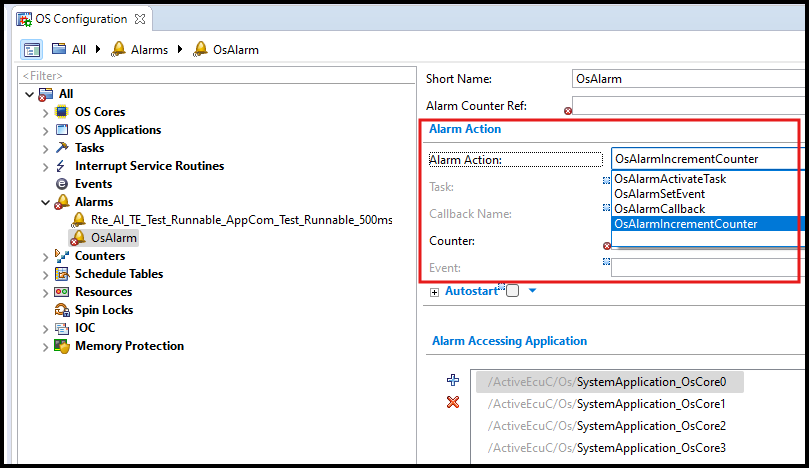 OS Configuration
All
Alarms
OsAlarm
<Filter>
All
OS Cores
OS Applications
Tasks
Interrupt Service Routines
Events
Alarms
Rte_Al_TE_Test_Runnable_AppCom_Test_Runnable_500ms
OsAlarm
Counters
Schedule Tables
Resources
Spin Locks
IOC
Memory Protection
Short Name: OsAlarm
Alarm Counter Ref:
Alarm Action
Alarm Action: OsAlarmIncrementCounter
OsAlarmActivateTask
OsAlarmSetEvent
OsAlarmCallback
OsAlarmIncrementCounter
Task:
Callback Name:
Counter:
Event:
Autostart
Alarm Accessing Application
/ActiveEcuC/Os/SystemApplication_OsCore0
/ActiveEcuC/Os/SystemApplication_OsCore1
/ActiveEcuC/Os/SystemApplication_OsCore2
/ActiveEcuC/Os/SystemApplication_OsCore3